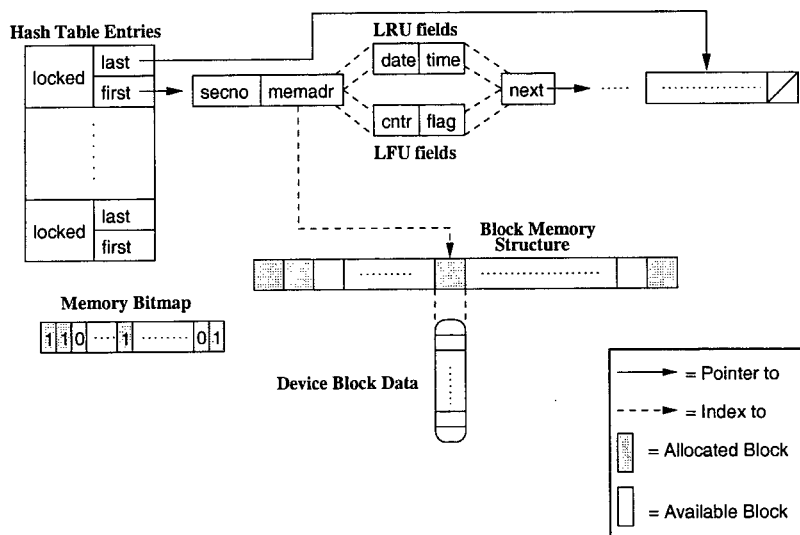 Hash Table Entries
locked
last
first
secno
memadr
LRU fields
date
time
cntr
flag
LFU fields
next
locked
last
first
Block Memory
Structure
Memory Bitmap
1 1 0 1 0 1
Device Block Data
= Pointer to
= Index to
= Allocated Block
= Available Block